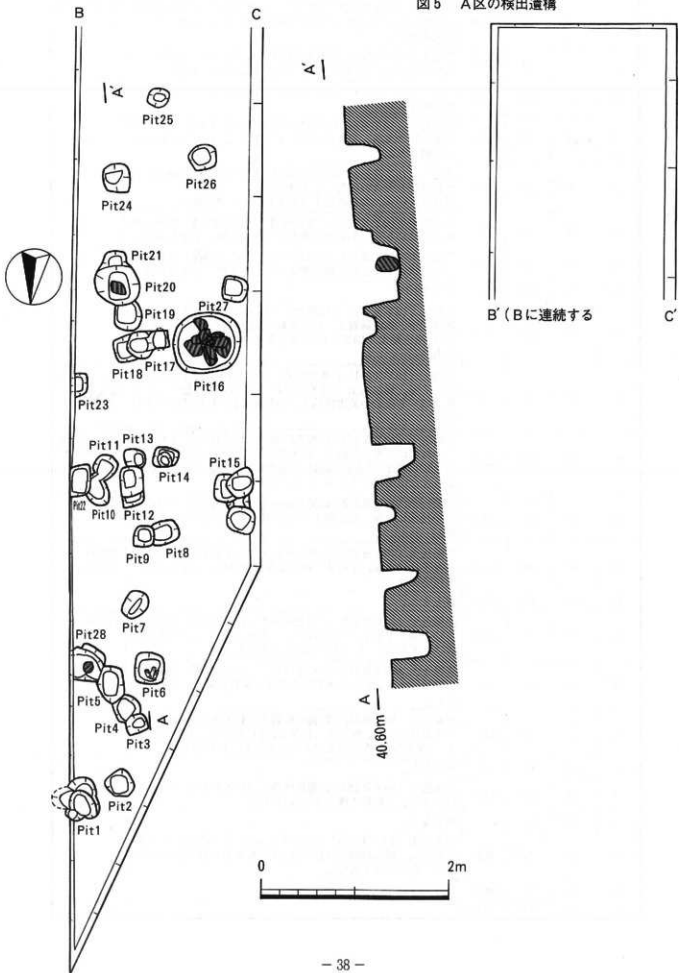 図5 A区の検出遺構
B
C
A'
A'
Pit25
Pit26
Pit24
Pit21
Pit20
Pit27
Pit19
B'(Bに連続する
C'
Pit18
Pit17
Pit16
Pit23
Pit11
Pit13
Pit14
Pit15
Pit22
Pit10
Pit12
Pit9
Pit8
Pit7
Pit28
Pit6
Pit5
Pit4
Pit3
A
A
40.60m
Pit2
Pit1
0
2m
- 38 -